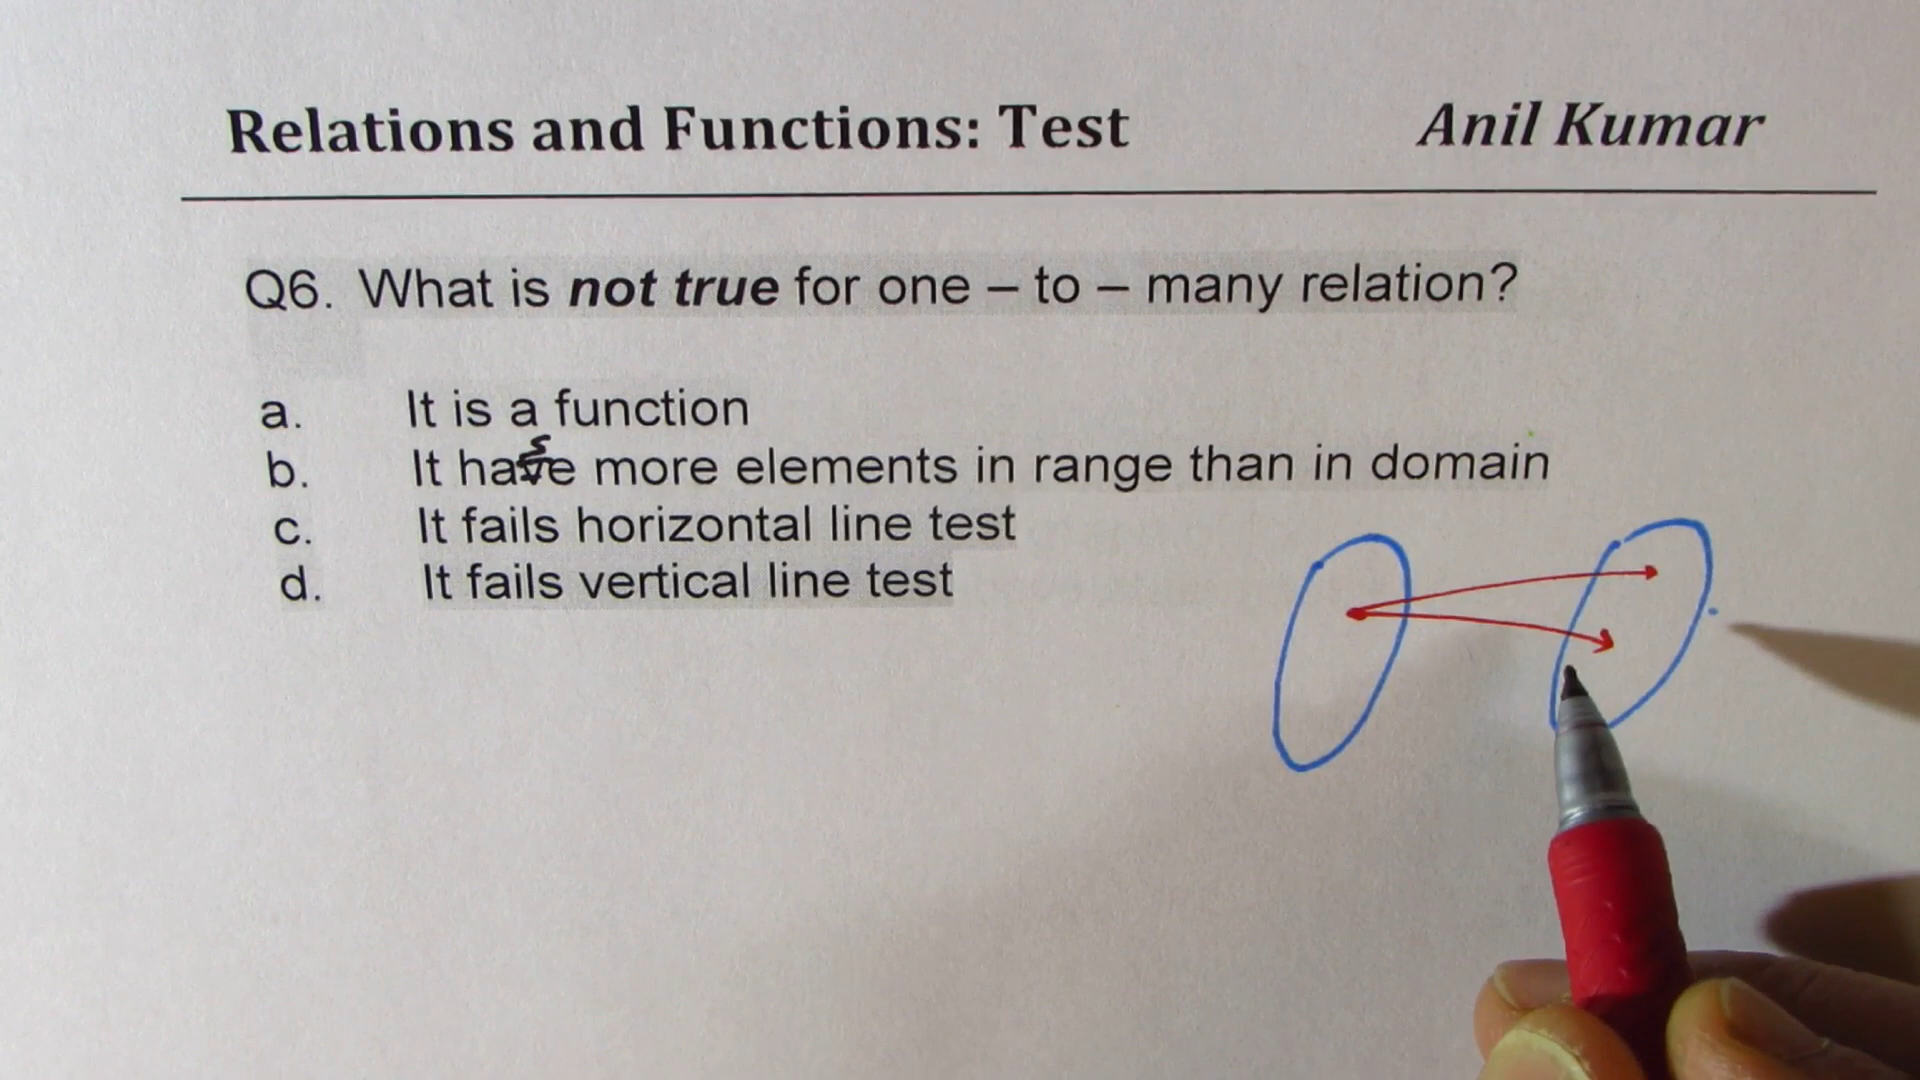 Relations and Functions: Test Anil Kumar
Q6. What is not true for one – to – many relation?
a. It is a function
b. It has more elements in range than in domain
c. It fails horizontal line test
d. It fails vertical line test